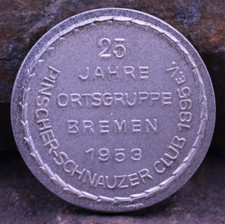 25
JAHRE
ORTSGRUPPE
BREMEN
1953
PINSCHER-SCHNAUZER CLUB 1895 e.V.